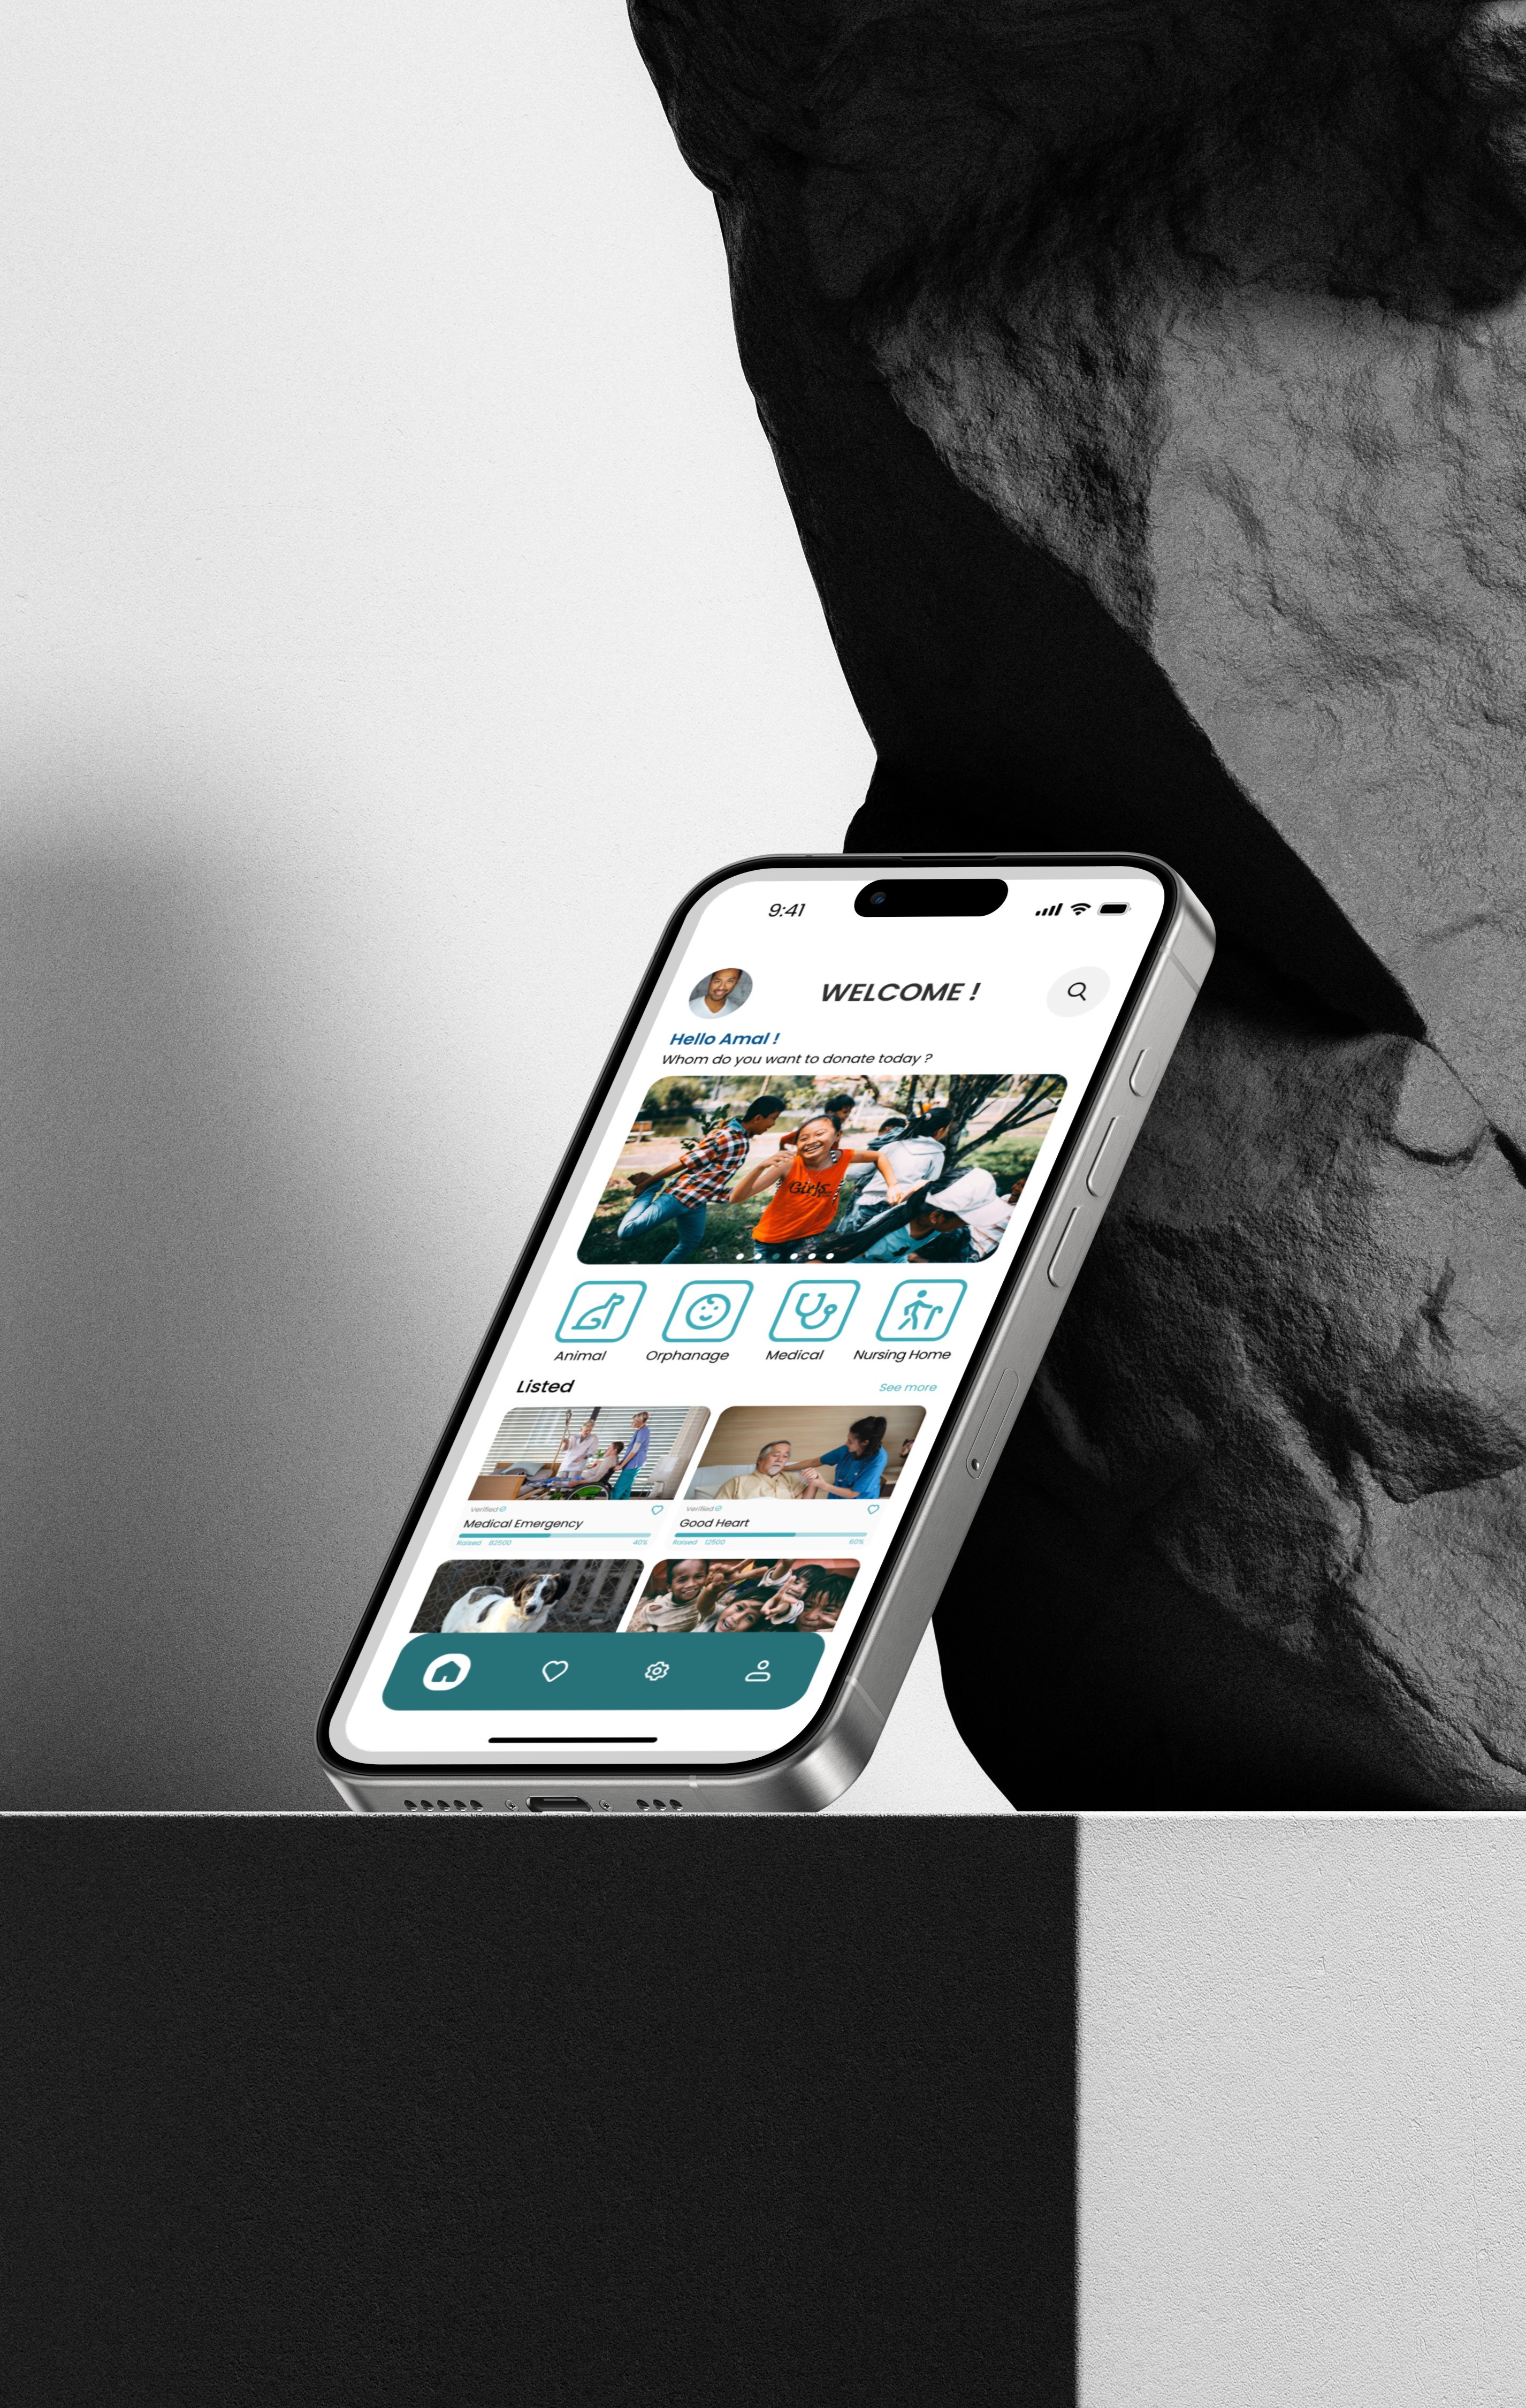 9:41
WELCOME !
Hello Amal !
Whom do you want to donate today ?
Girls
Animal
Orphanage
Medical
Nursing Home
Listed
See more
Verified
Verified
Medical Emergency
Good Heart
Raised 82500 40%
Raised 12500 60%